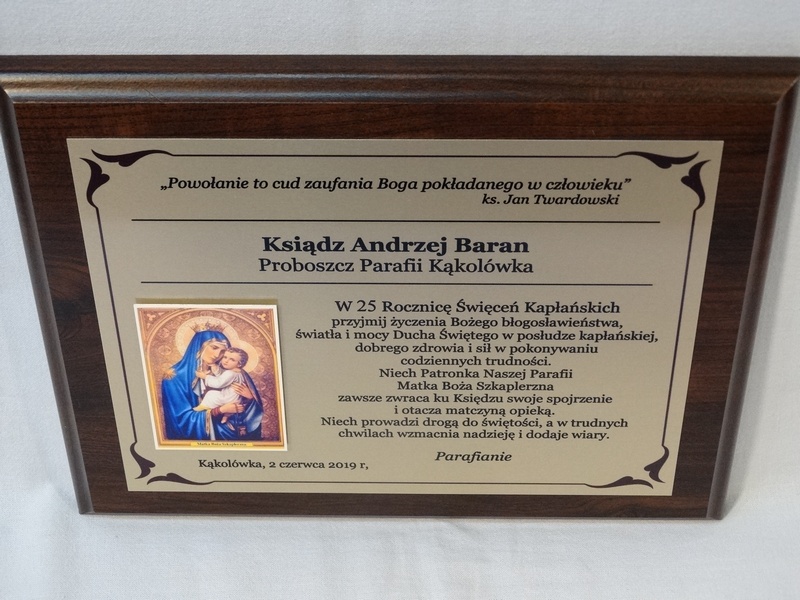 „Powołanie to cud zaufania Boga pokładanego w człowieku”
ks. Jan Twardowski
Ksiądz Andrzej Baran
Proboszcz Parafii Kąkolówka
W 25 Rocznicę Święceń Kapłańskich
przyjmij życzenia Bożego błogosławieństwa,
światła i mocy Ducha Świętego w posłudze kapłańskiej,
dobrego zdrowia i sił w pokonywaniu
codziennych trudności.
Niech Patronka Naszej Parafii
Matka Boża Szkaplerzna
zawsze zwraca ku Księdzu swoje spojrzenie
i otacza matczyną opieką.
Niech prowadzi drogą do świętości, a w trudnych
chwilach wzmacnia nadzieję i dodaje wiary.
Parafianie
Matka Boża Szkaplerzna
Kąkolówka, 2 czerwca 2019 r,